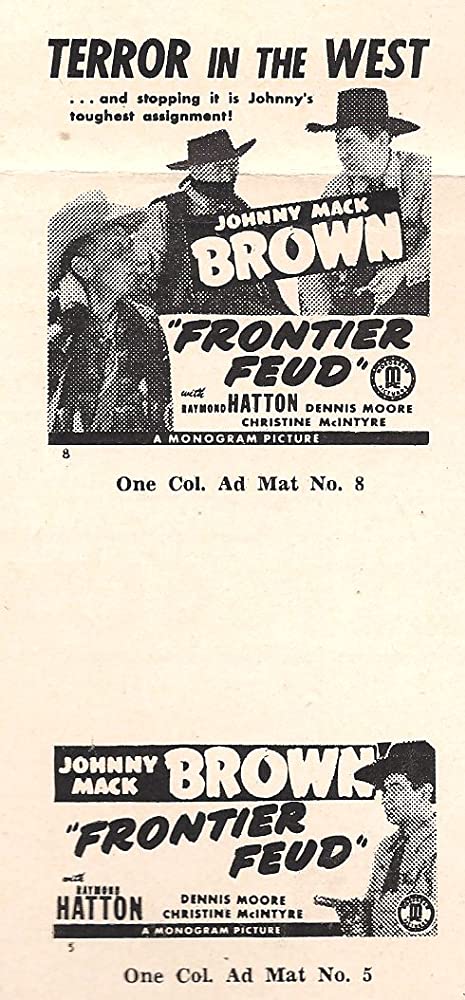 TERROR IN THE WEST
...and stopping it is Johnny's
toughest assignment!
JOHNNY MACK
BROWN
"FRONTIER
FEUD"
with
RAYMOND HATTON DENNIS MOORE
CHRISTINE McINTYRE
MONOGRAM
PICTURES
A MONOGRAM PICTURE
8
One Col. Ad Mat No. 8
JOHNNY
MACK
BROWN
"FRONTIER
FEUD"
with
RAYMOND
HATTON
DENNIS MOORE
CHRISTINE McINTYRE
A MONOGRAM PICTURE
5
One Col. Ad Mat No. 5